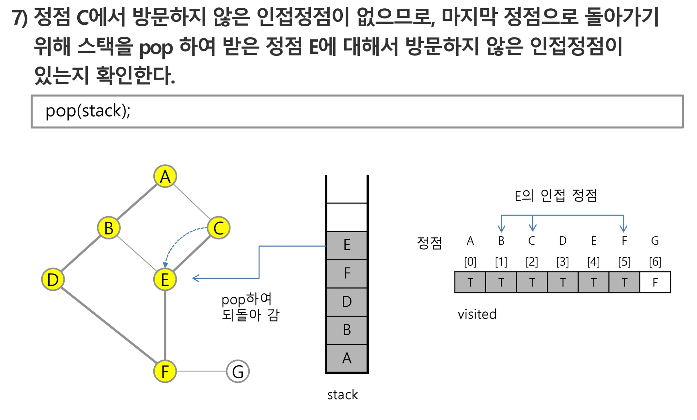 7) 정점 C에서 방문하지 않은 인접정점이 없으므로, 마지막 정점으로 돌아가기
위해 스택을 pop 하여 받은 정점 E에 대해서 방문하지 않은 인접정점이
있는지 확인한다.
pop(stack);
A
B
C
D
E
F
G
pop하여
되돌아 감
E
F
D
B
A
stack
E의 인접 정점
정점 A B C D E F G
[0] [1] [2] [3] [4] [5] [6]
T T T T T T F
visited